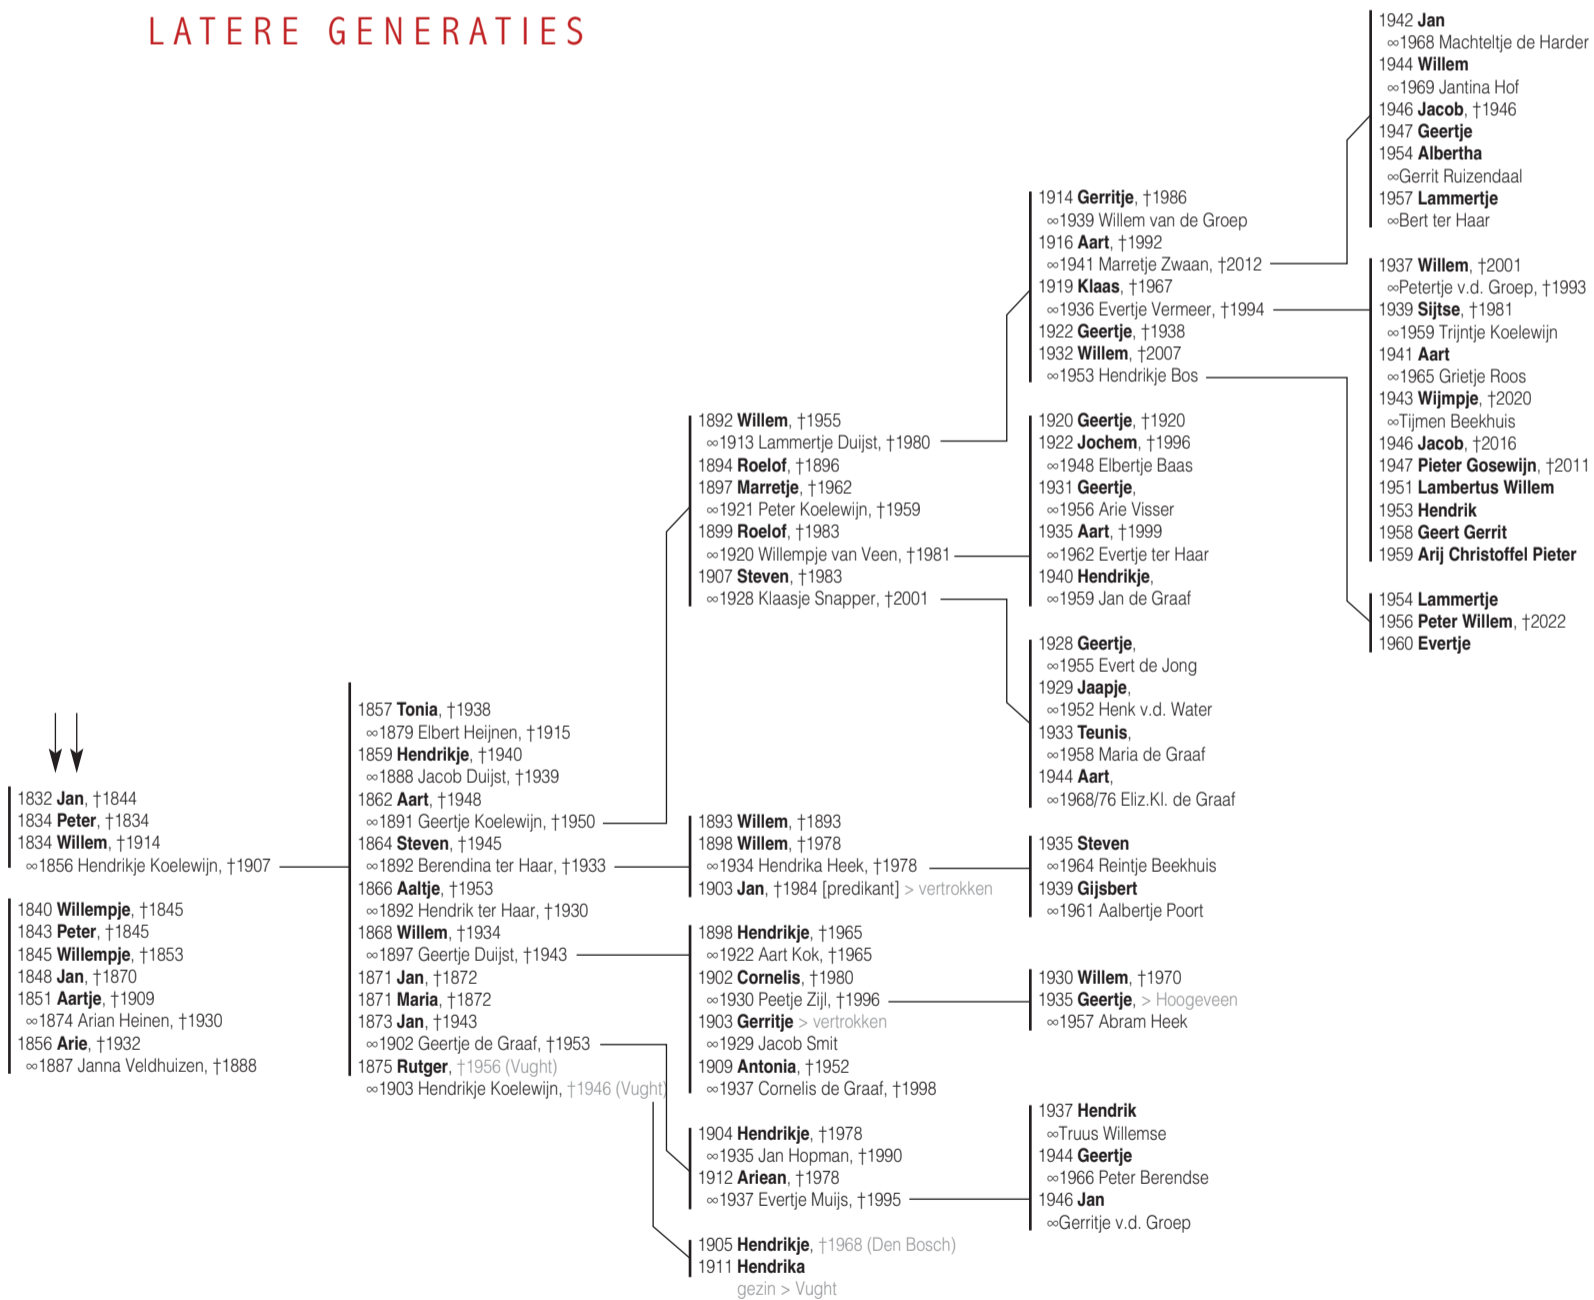 LATERE GENERATIES
1832 Jan, †1844
1834 Peter, †1834
1834 Willem, †1914
∞1856 Hendrikje Koelewijn, †1907
1840 Willempje, †1845
1843 Peter, †1845
1845 Willempje, †1853
1848 Jan, †1870
1851 Aartje, †1909
∞1874 Arian Heinen, †1930
1856 Arie, †1932
∞1887 Janna Veldhuizen, †1888
1857 Tonia, †1938
∞1879 Elbert Heijnen, †1915
1859 Hendrikje, †1940
∞1888 Jacob Duijst, †1939
1862 Aart, †1948
∞1891 Geertje Koelewijn, †1950
1864 Steven, †1945
∞1892 Berendina ter Haar, †1933
1866 Aaltje, †1953
∞1892 Hendrik ter Haar, †1930
1868 Willem, †1934
∞1897 Geertje Duijst, †1943
1871 Jan, †1872
1871 Maria, †1872
1873 Jan, †1943
∞1902 Geertje de Graaf, †1953
1875 Rutger, †1956 (Vught)
∞1903 Hendrikje Koelewijn, †1946 (Vught)
1892 Willem, †1955
∞1913 Lammertje Duijst, †1980
1894 Roelof, †1896
1897 Marretje, †1962
∞1921 Peter Koelewijn, †1959
1899 Roelof, †1983
∞1920 Willempje van Veen, †1981
1907 Steven, †1983
∞1928 Klaasje Snapper, †2001
1893 Willem, †1893
1898 Willem, †1978
∞1934 Hendrika Heek, †1978
1903 Jan, †1984 [predikant] > vertrokken
1898 Hendrikje, †1965
∞1922 Aart Kok, †1965
1902 Cornelis, †1980
∞1930 Peetje Zijl, †1996
1903 Gerritje > vertrokken
∞1929 Jacob Smit
1909 Antonia, †1952
∞1937 Cornelis de Graaf, †1998
1904 Hendrikje, †1978
∞1935 Jan Hopman, †1990
1912 Ariean, †1978
∞1937 Evertje Muijs, †1995
1905 Hendrikje, †1968 (Den Bosch)
1911 Hendrika
gezin > Vught
1914 Gerritje, †1986
∞1939 Willem van de Groep
1916 Aart, †1992
∞1941 Marretje Zwaan, †2012
1919 Klaas, †1967
∞1936 Evertje Vermeer, †1994
1922 Geertje, †1938
1932 Willem, †2007
∞1953 Hendrikje Bos
1920 Geertje, †1920
1922 Jochem, †1996
∞1948 Elbertje Baas
1931 Geertje,
∞1956 Arie Visser
1935 Aart, †1999
∞1962 Evertje ter Haar
1940 Hendrikje,
∞1959 Jan de Graaf
1928 Geertje,
∞1955 Evert de Jong
1929 Jaapje,
∞1952 Henk v.d. Water
1933 Teunis,
∞1958 Maria de Graaf
1944 Aart,
∞1968/76 Eliz.Kl. de Graaf
1935 Steven
∞1964 Reintje Beekhuis
1939 Gijsbert
∞1961 Aalbertje Poort
1930 Willem, †1970
1935 Geertje, > Hoogeveen
∞1957 Abram Heek
1937 Hendrik
∞Truus Willemse
1944 Geertje
∞1966 Peter Berendse
1946 Jan
∞Gerritje v.d. Groep
1942 Jan
∞1968 Machteltje de Harder
1944 Willem
∞1969 Jantina Hof
1946 Jacob, †1946
1947 Geertje
1954 Albertha
∞Gerrit Ruizendaal
1957 Lammertje
∞Bert ter Haar
1937 Willem, †2001
∞Petertje v.d. Groep, †1993
1939 Sijtse, †1981
∞1959 Trijntje Koelewijn
1941 Aart
∞1965 Grietje Roos
1943 Wijmpje, †2020
∞Tijmen Beekhuis
1946 Jacob, †2016
1947 Pieter Gosewijn, †2011
1951 Lambertus Willem
1953 Hendrik
1958 Geert Gerrit
1959 Arij Christoffel Pieter
1954 Lammertje
1956 Peter Willem, †2022
1960 Evertje